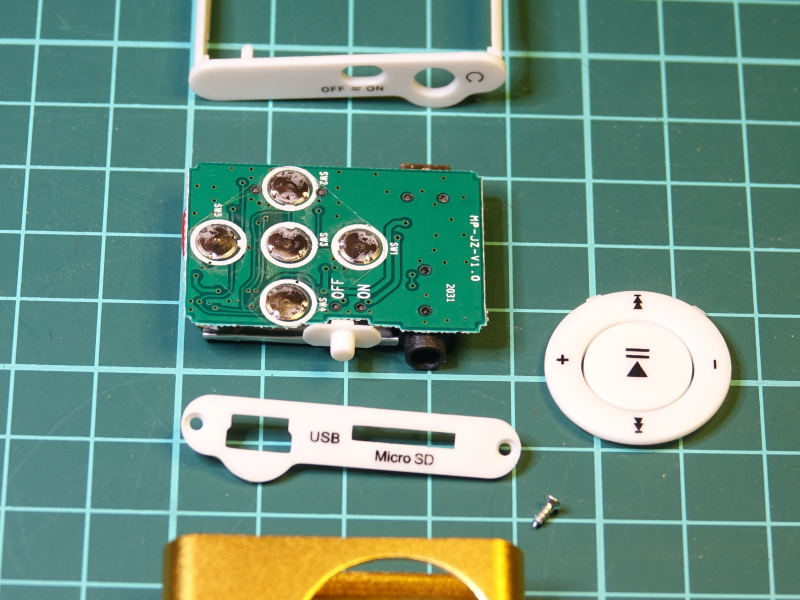 OFF = ON
SW2
SW5
SW3
SW1
SW4
OFF
ON
MP-JZ-V1.0
2031
+
-
USB
Micro SD